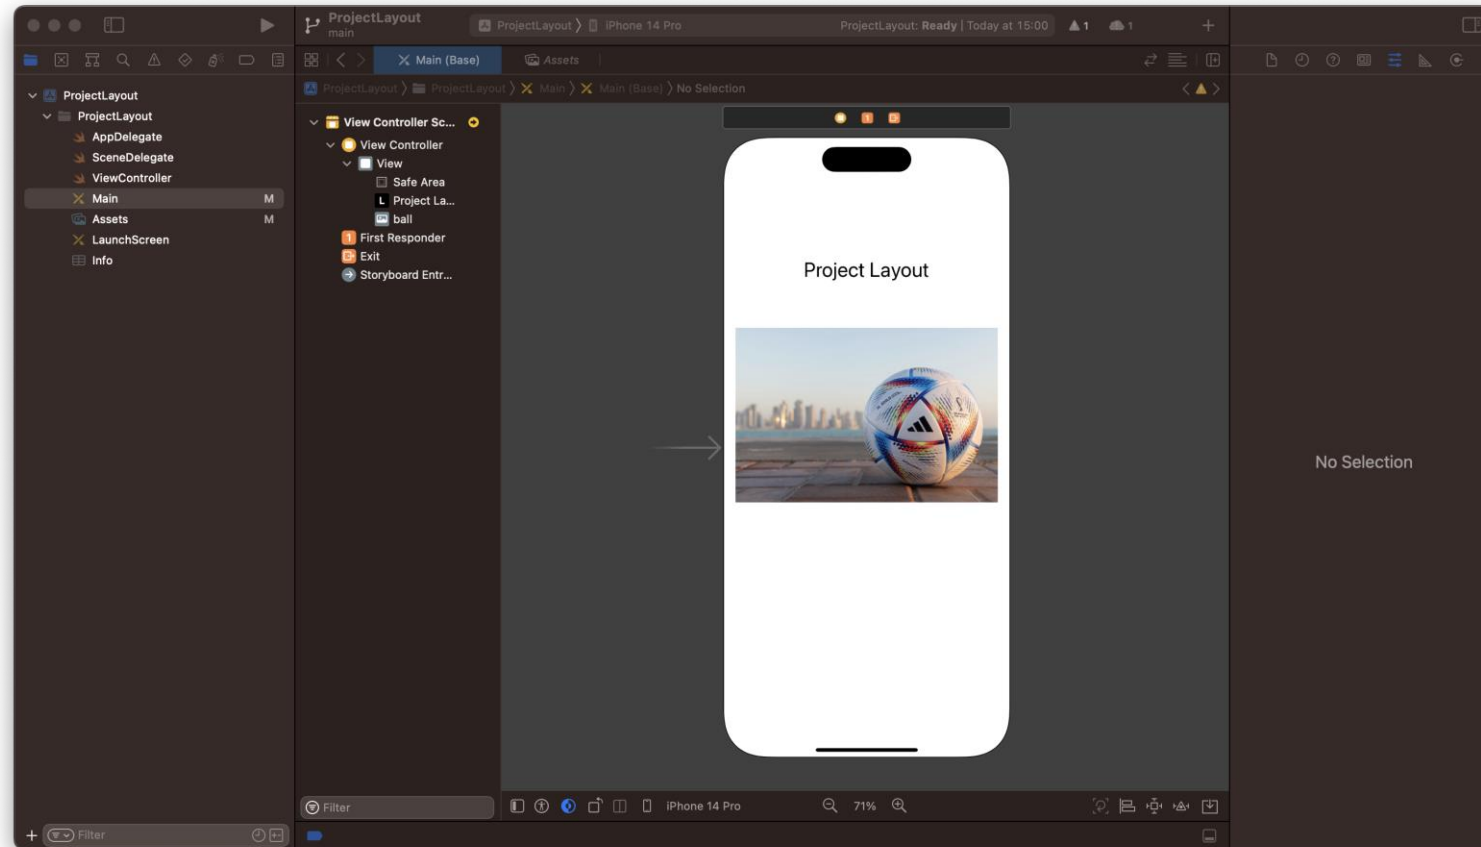 ProjectLayout
main
ProjectLayout 〉 iPhone 14 Pro
ProjectLayout: Ready | Today at 15:00
1
1
Main (Base)
Assets
ProjectLayout 〉 ProjectLayout 〉 Main 〉 Main (Base) 〉 No Selection
ProjectLayout
ProjectLayout
AppDelegate
SceneDelegate
ViewController
Main M
Assets M
LaunchScreen
Info
View Controller Sc...
View Controller
View
Safe Area
L Project La...
ball
1 First Responder
Exit
Storyboard Entr...
Project Layout
No Selection
Filter
iPhone 14 Pro
71%
Filter